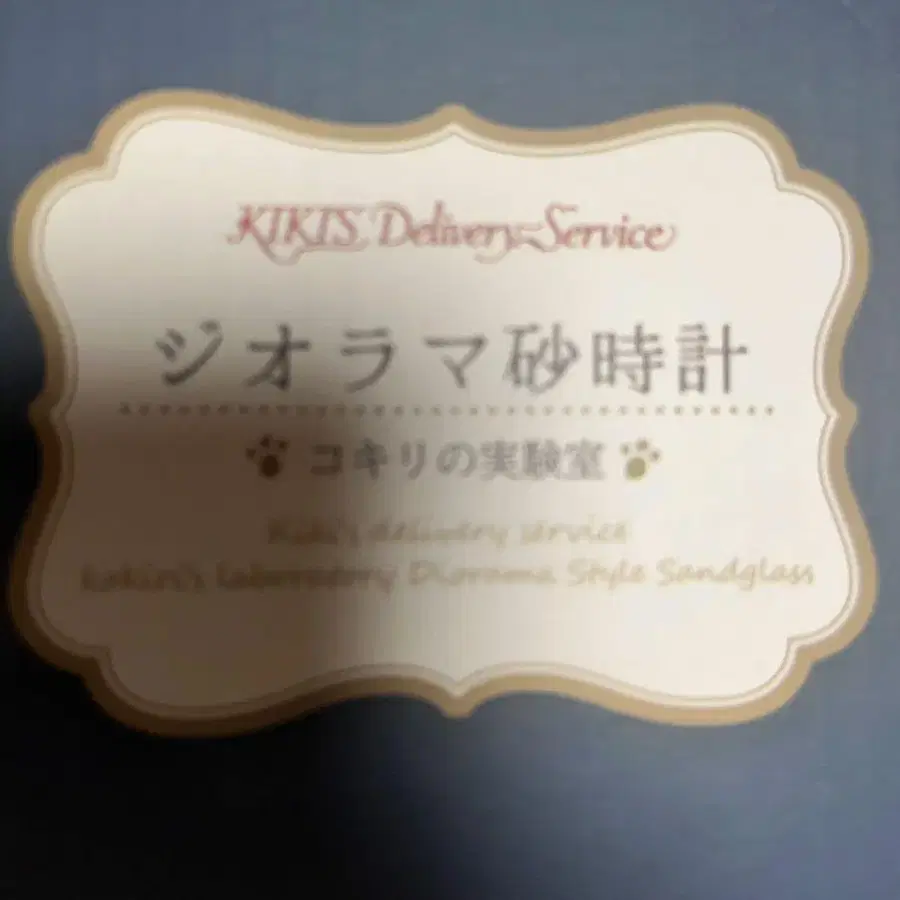 KIKI'S Delivery Service
ジオラマ砂時計
コキリの実験室
Kiki's delivery service
kokiri's laboratory Diorama Style Sandglass